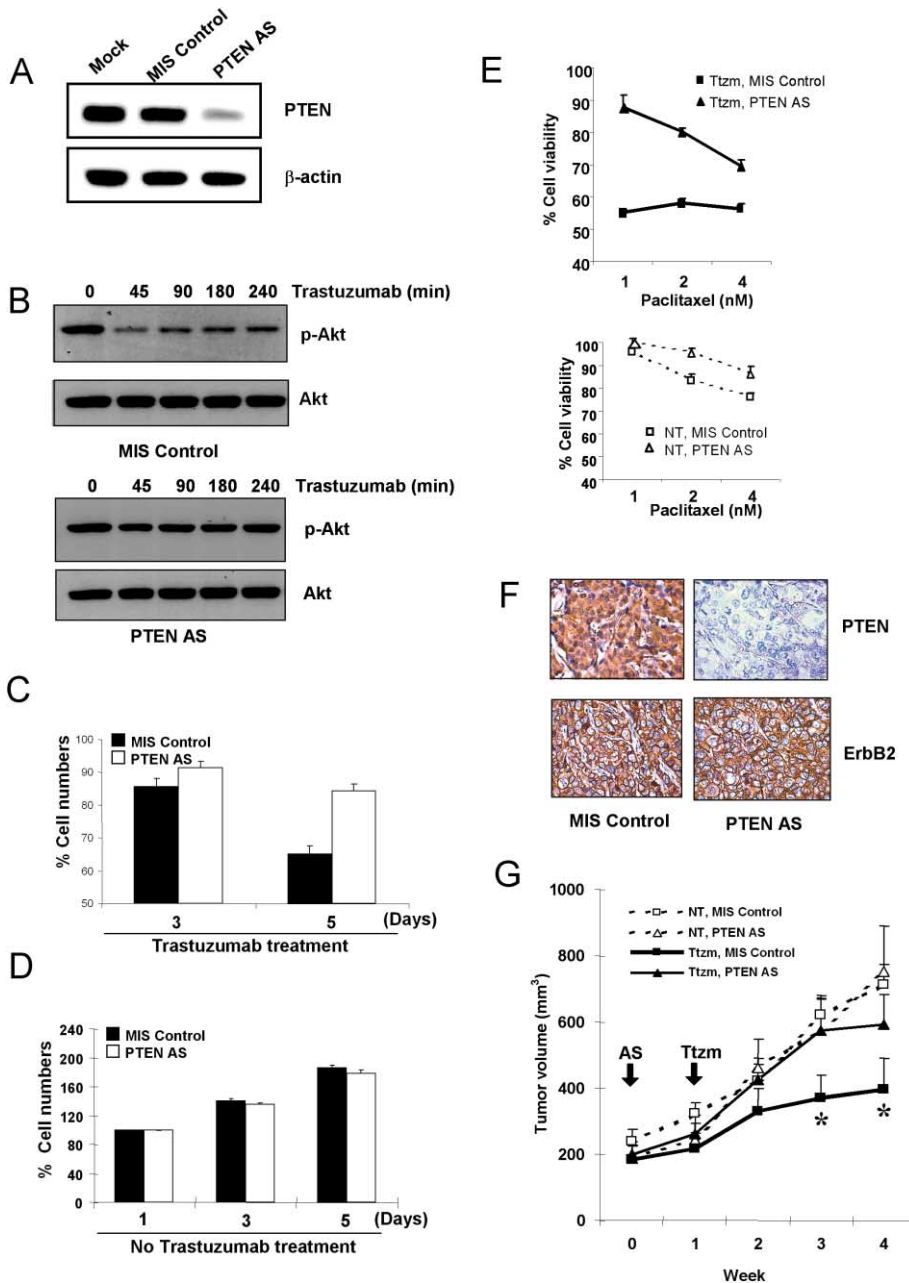 A
Mock MIS Control PTEN AS
PTEN
β-actin
B
0 45 90 180 240 Trastuzumab (min)
p-Akt
Akt
MIS Control
0 45 90 180 240 Trastuzumab (min)
p-Akt
Akt
PTEN AS
C
% Cell numbers
100
90
80
70
60
50
MIS Control
PTEN AS
3 5 (Days)
Trastuzumab treatment
D
% Cell numbers
240
200
160
120
80
40
0
MIS Control
PTEN AS
1 3 5 (Days)
No Trastuzumab treatment
E
% Cell viability
100
90
80
70
60
50
40
Ttzm, MIS Control
Ttzm, PTEN AS
1 2 4
Paclitaxel (nM)
% Cell viability
100
90
80
70
60
50
40
NT, MIS Control
NT, PTEN AS
1 2 4
Paclitaxel (nM)
F
PTEN
ErbB2
MIS Control PTEN AS
G
Tumor volume (mm³)
1000
800
600
400
200
0
NT, MIS Control
NT, PTEN AS
Ttzm, MIS Control
Ttzm, PTEN AS
AS Ttzm
* *
0 1 2 3 4
Week